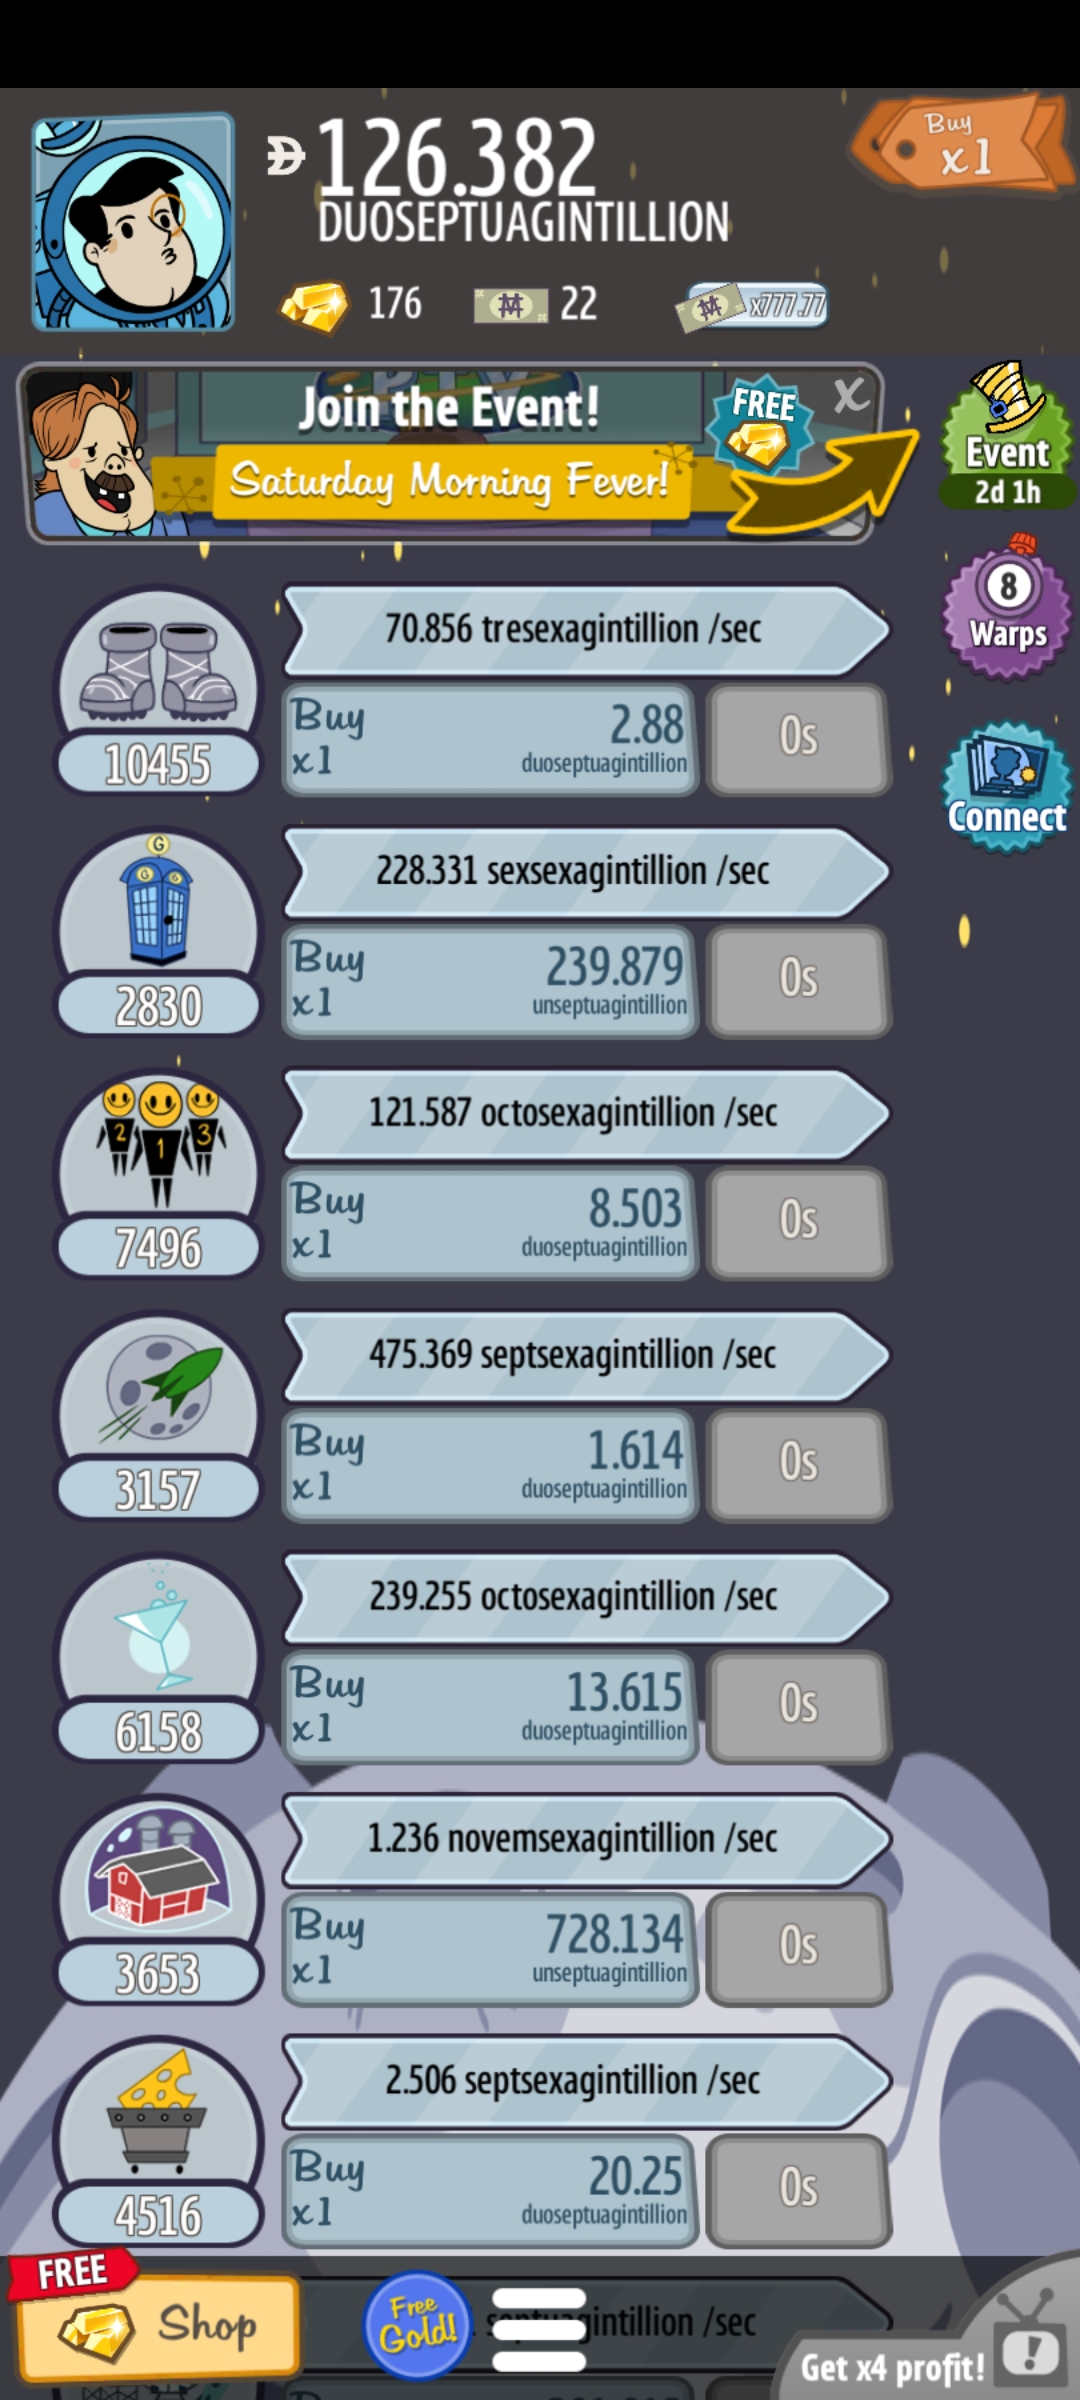 126.382
DUOSEPTUAGINTILLION
Buy
x1
176
22
x777.77
Join the Event!
FREE
X
Saturday Morning Fever!
Event
2d 1h
8
Warps
Connect
70.856 tresexagintillion /sec
Buy
x1
2.88
duoseptuagintillion
0s
10455
G
G
G
228.331 sexsexagintillion /sec
Buy
x1
239.879
unseptuagintillion
0s
2830
2 1 3
121.587 octosexagintillion /sec
Buy
x1
8.503
duoseptuagintillion
0s
7496
475.369 septsexagintillion /sec
Buy
x1
1.614
duoseptuagintillion
0s
3157
239.255 octosexagintillion /sec
Buy
x1
13.615
duoseptuagintillion
0s
6158
1.236 novemsexagintillion /sec
Buy
x1
728.134
unseptuagintillion
0s
3653
2.506 septsexagintillion /sec
Buy
x1
20.25
duoseptuagintillion
0s
4516
FREE
Shop
Free
Gold!
septuagintillion /sec
Get x4 profit!
!